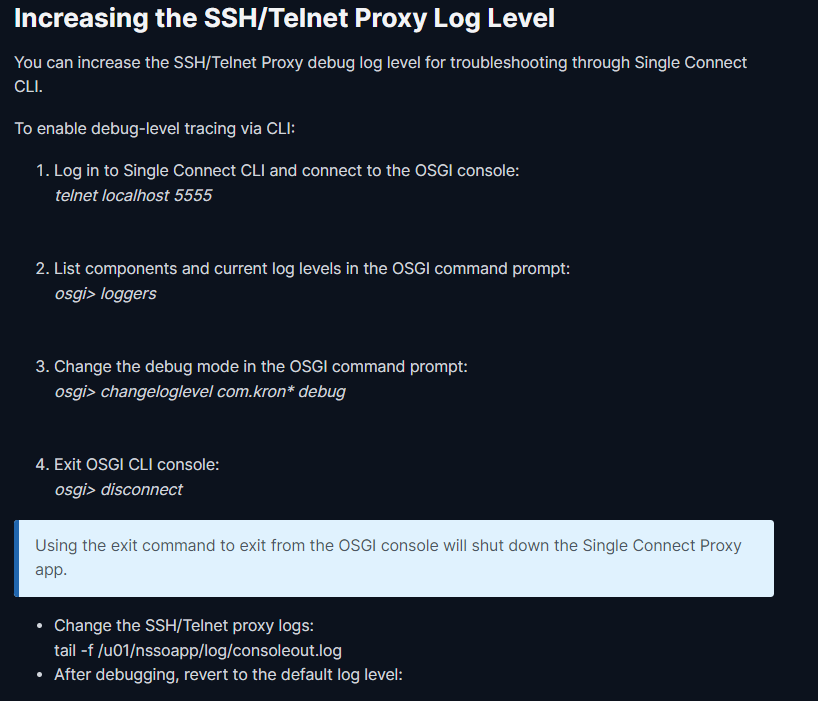 Increasing the SSH/Telnet Proxy Log Level
You can increase the SSH/Telnet Proxy debug log level for troubleshooting through Single Connect
CLI.
To enable debug-level tracing via CLI:
1. Log in to Single Connect CLI and connect to the OSGI console:
telnet localhost 5555
2. List components and current log levels in the OSGI command prompt:
osgi> loggers
3. Change the debug mode in the OSGI command prompt:
osgi> changeloglevel com.kron* debug
4. Exit OSGI CLI console:
osgi> disconnect
Using the exit command to exit from the OSGI console will shut down the Single Connect Proxy
app.
• Change the SSH/Telnet proxy logs:
tail -f /u01/nssoapp/log/consoleout.log
• After debugging, revert to the default log level: